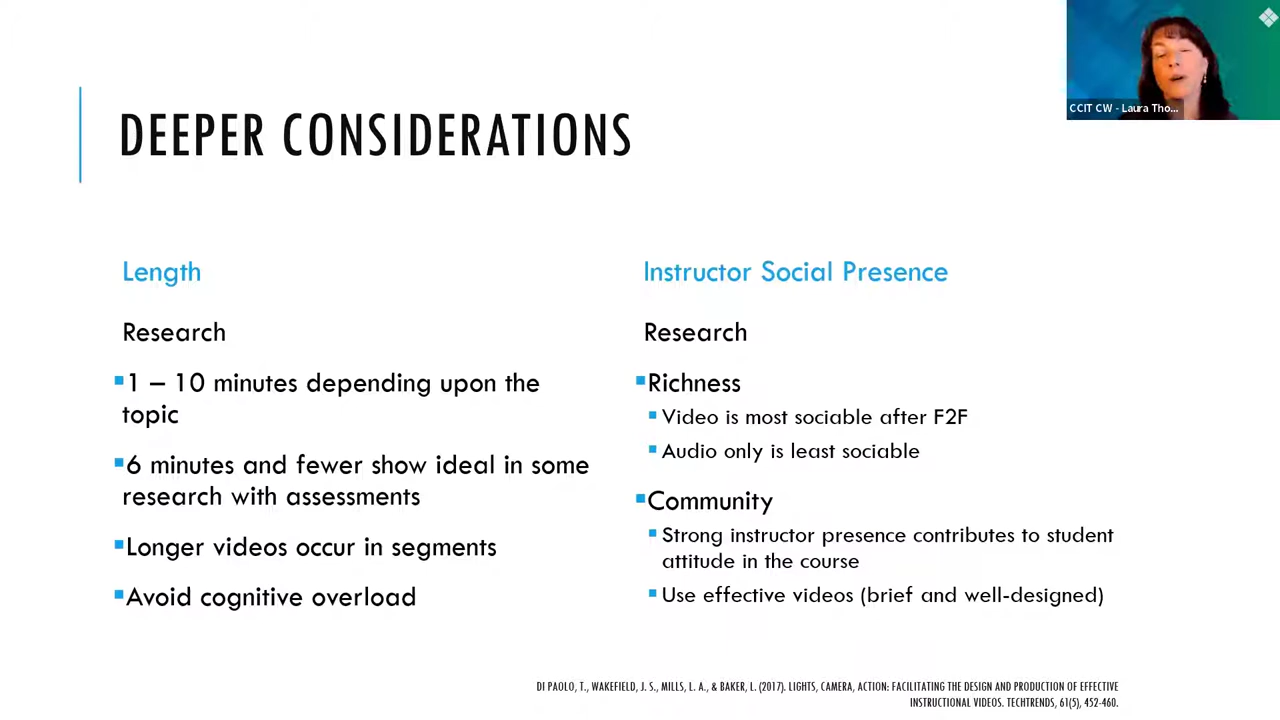 CCIT CW - Laura Tho...
DEEPER CONSIDERATIONS
Length
Research
1 – 10 minutes depending upon the
topic
6 minutes and fewer show ideal in some
research with assessments
Longer videos occur in segments
Avoid cognitive overload
Instructor Social Presence
Research
Richness
Video is most sociable after F2F
Audio only is least sociable
Community
Strong instructor presence contributes to student
attitude in the course
Use effective videos (brief and well-designed)
DI PAOLO, T., WAKEFIELD, J. S., MILLS, L. A., & BAKER, L. (2017). LIGHTS, CAMERA, ACTION: FACILITATING THE DESIGN AND PRODUCTION OF EFFECTIVE
INSTRUCTIONAL VIDEOS. TECHTRENDS, 61(5), 452-460.